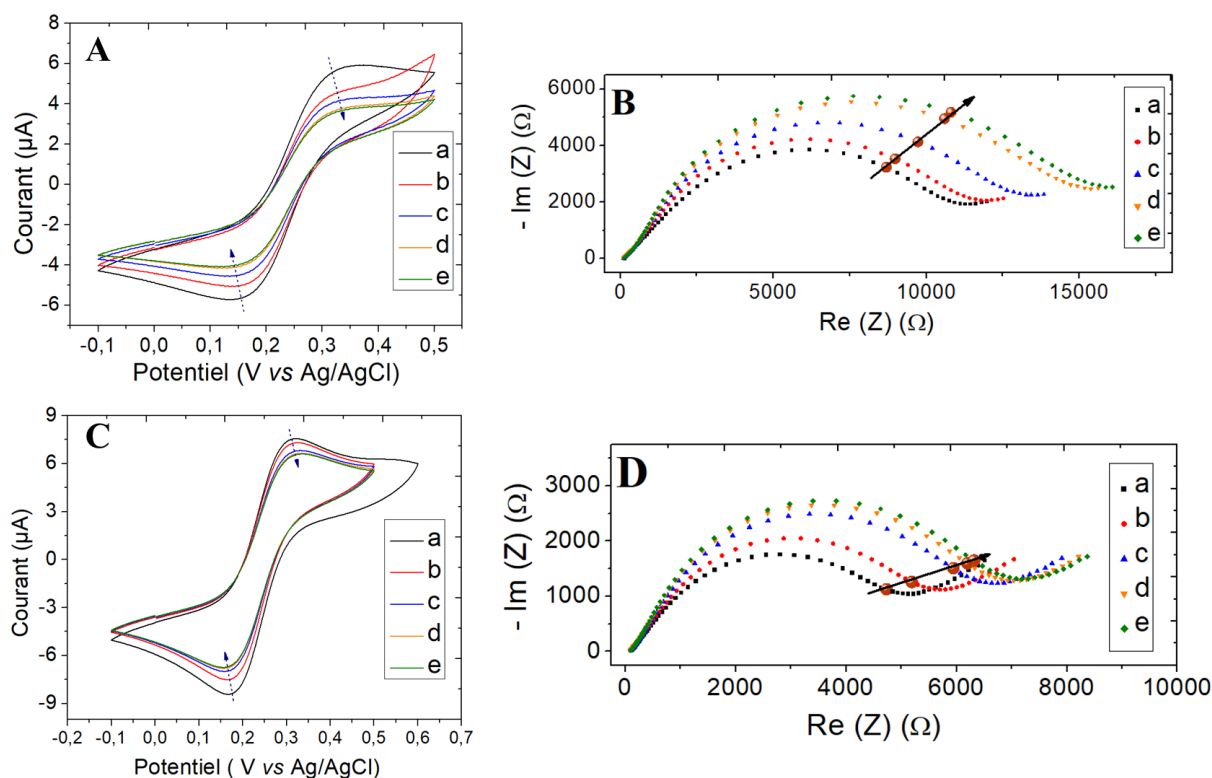 A
8
6
4
2
0
-2
-4
-6
Courant (µA)
a
b
c
d
e
-0,1 0,0 0,1 0,2 0,3 0,4 0,5
Potentiel (V vs Ag/AgCl)
B
6000
4000
2000
0
- Im (Z) (Ω)
a
b
c
d
e
0 5000 10000 15000
Re (Z) (Ω)
C
9
6
3
0
-3
-6
-9
Courant (µA)
a
b
c
d
e
-0,2 -0,1 0,0 0,1 0,2 0,3 0,4 0,5 0,6 0,7
Potentiel ( V vs Ag/AgCl)
D
3000
2000
1000
0
- Im (Z) (Ω)
a
b
c
d
e
0 2000 4000 6000 8000 10000
Re (Z) (Ω)